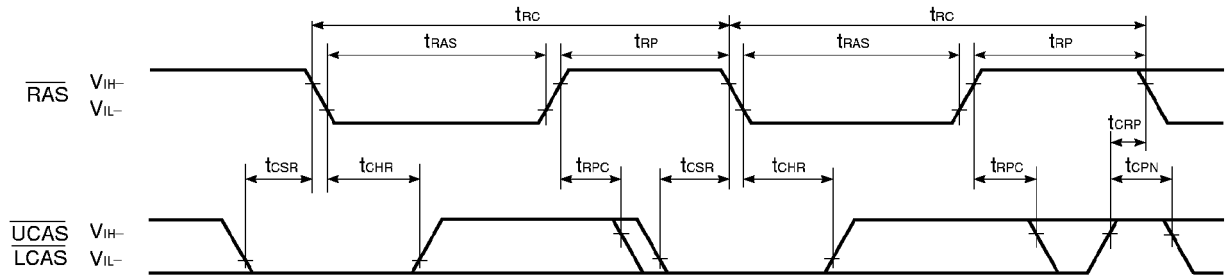 tRC tRC
tRAS tRP tRAS tRP
RAS VIH–
VIL–
tCRP
tCSR tCHR tRPC tCSR tCHR tRPC tCPN
UCAS VIH–
LCAS VIL–